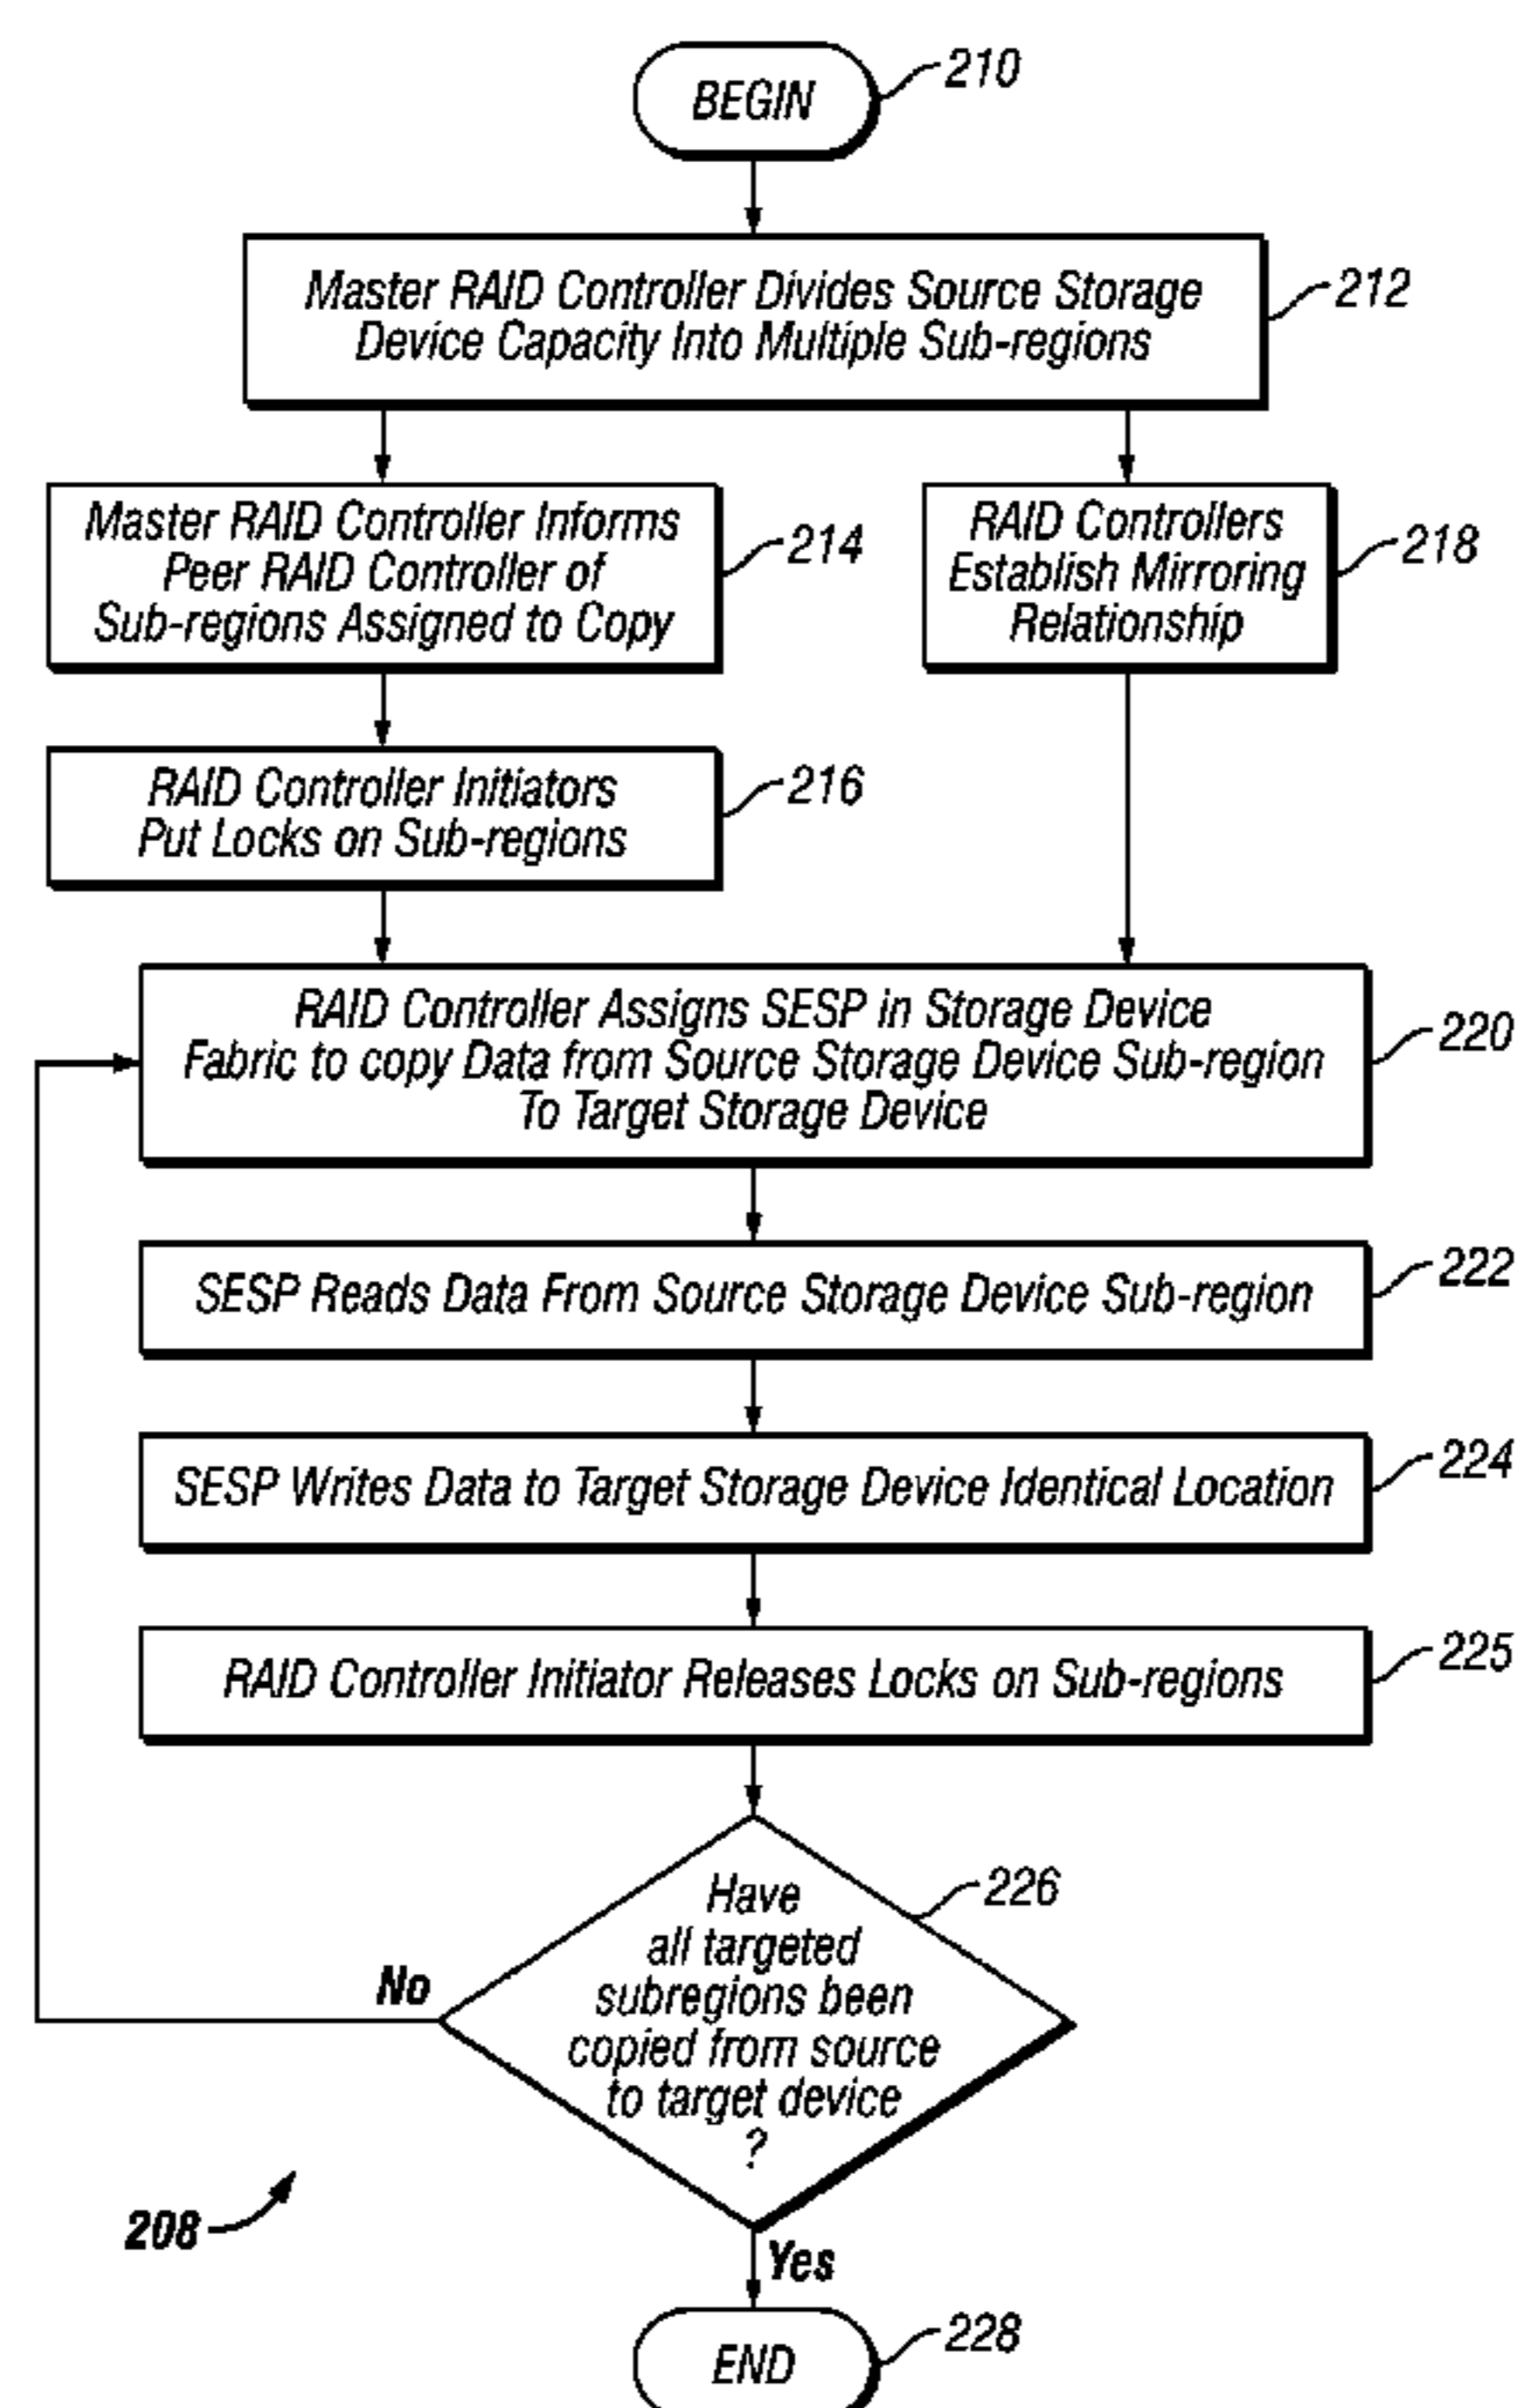 BEGIN
210
Master RAID Controller Divides Source Storage
Device Capacity Into Multiple Sub-regions
212
Master RAID Controller Informs
Peer RAID Controller of
Sub-regions Assigned to Copy
214
RAID Controllers
Establish Mirroring
Relationship
218
RAID Controller Initiators
Put Locks on Sub-regions
216
RAID Controller Assigns SESP in Storage Device
Fabric to copy Data from Source Storage Device Sub-region
To Target Storage Device
220
SESP Reads Data From Source Storage Device Sub-region
222
SESP Writes Data to Target Storage Device Identical Location
224
RAID Controller Initiator Releases Locks on Sub-regions
225
Have
all targeted
subregions been
copied from source
to target device
?
226
No
208
Yes
END
228